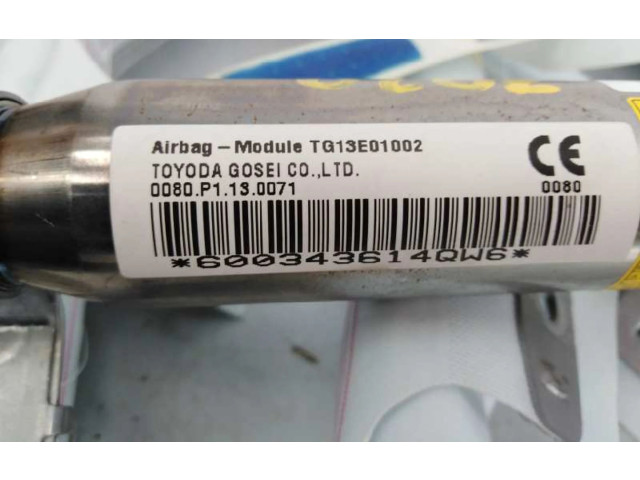 Airbag – Module TG13E01002
TOYODA GOSEI CO.,LTD.
0080.P1.13.0071
CE
0080
*600343614QW6*